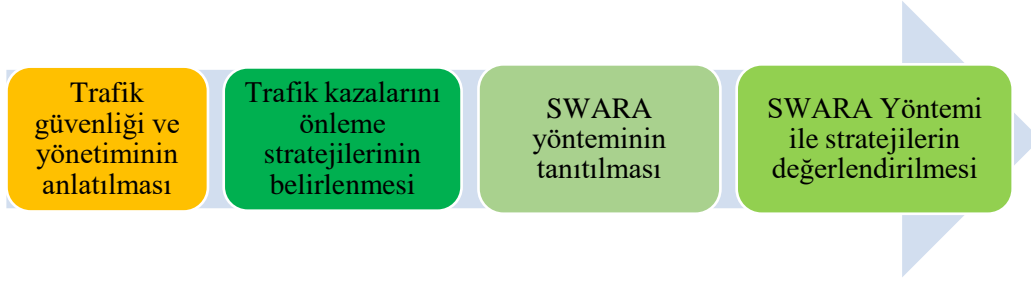 Trafik
güvenliği ve
yönetiminin
anlatılması
Trafik kazalarını
önleme
stratejilerinin
belirlenmesi
SWARA
yönteminin
tanıtılması
SWARA Yöntemi
ile stratejilerin
değerlendirilmesi